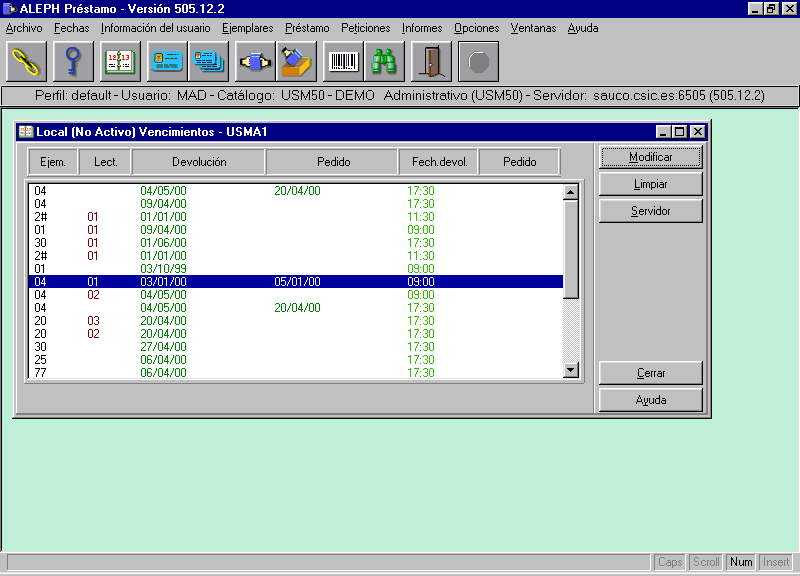 ALEPH Préstamo - Versión 505.12.2
Archivo Fechas Información del usuario Ejemplares Préstamo Peticiones Informes Opciones Ventanas Ayuda
12 13
Perfil: default - Usuario: MAD - Catálogo: USM50 - DEMO Administrativo (USM50) - Servidor: sauco.csic.es:6505 (505.12.2)
Local (No Activo) Vencimientos - USMA1
Ejem. Lect. Devolución Pedido Fech.devol. Pedido
04 04/05/00 20/04/00 17:30
04 09/04/00 17:30
2# 01 01/01/00 11:30
01 01 09/04/00 09:00
30 01 01/06/00 17:30
2# 01 01/01/00 11:30
01 03/10/99 09:00
04 01 03/01/00 05/01/00 09:00
04 02 04/05/00 09:00
04 04/05/00 20/04/00 17:30
20 03 20/04/00 17:30
20 02 20/04/00 17:30
30 27/04/00 17:30
25 06/04/00 17:30
77 06/04/00 17:30
Modificar
Limpiar
Servidor
Cerrar
Ayuda
Caps Scroll Num Insert